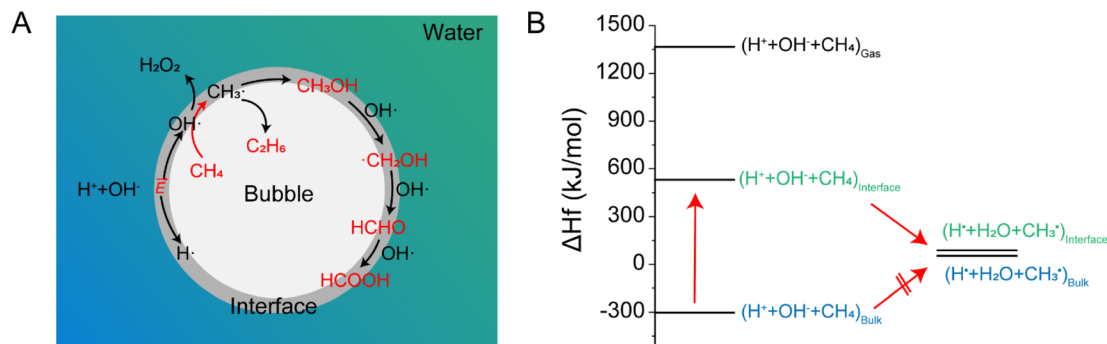 A
Water
H₂O₂
CH₃·
CH₃OH
OH·
OH·
C₂H₆
·CH₂OH
CH₄
H⁺+OH⁻
E
Bubble
OH·
HCHO
OH·
H·
HCOOH
Interface
B
ΔHf (kJ/mol)
1500
1200
900
600
300
0
-300
(H⁺+OH⁻+CH₄)Gas
(H⁺+OH⁻+CH₄)Interface
(H•+H₂O+CH₃•)Interface
(H•+H₂O+CH₃•)Bulk
(H⁺+OH⁻+CH₄)Bulk